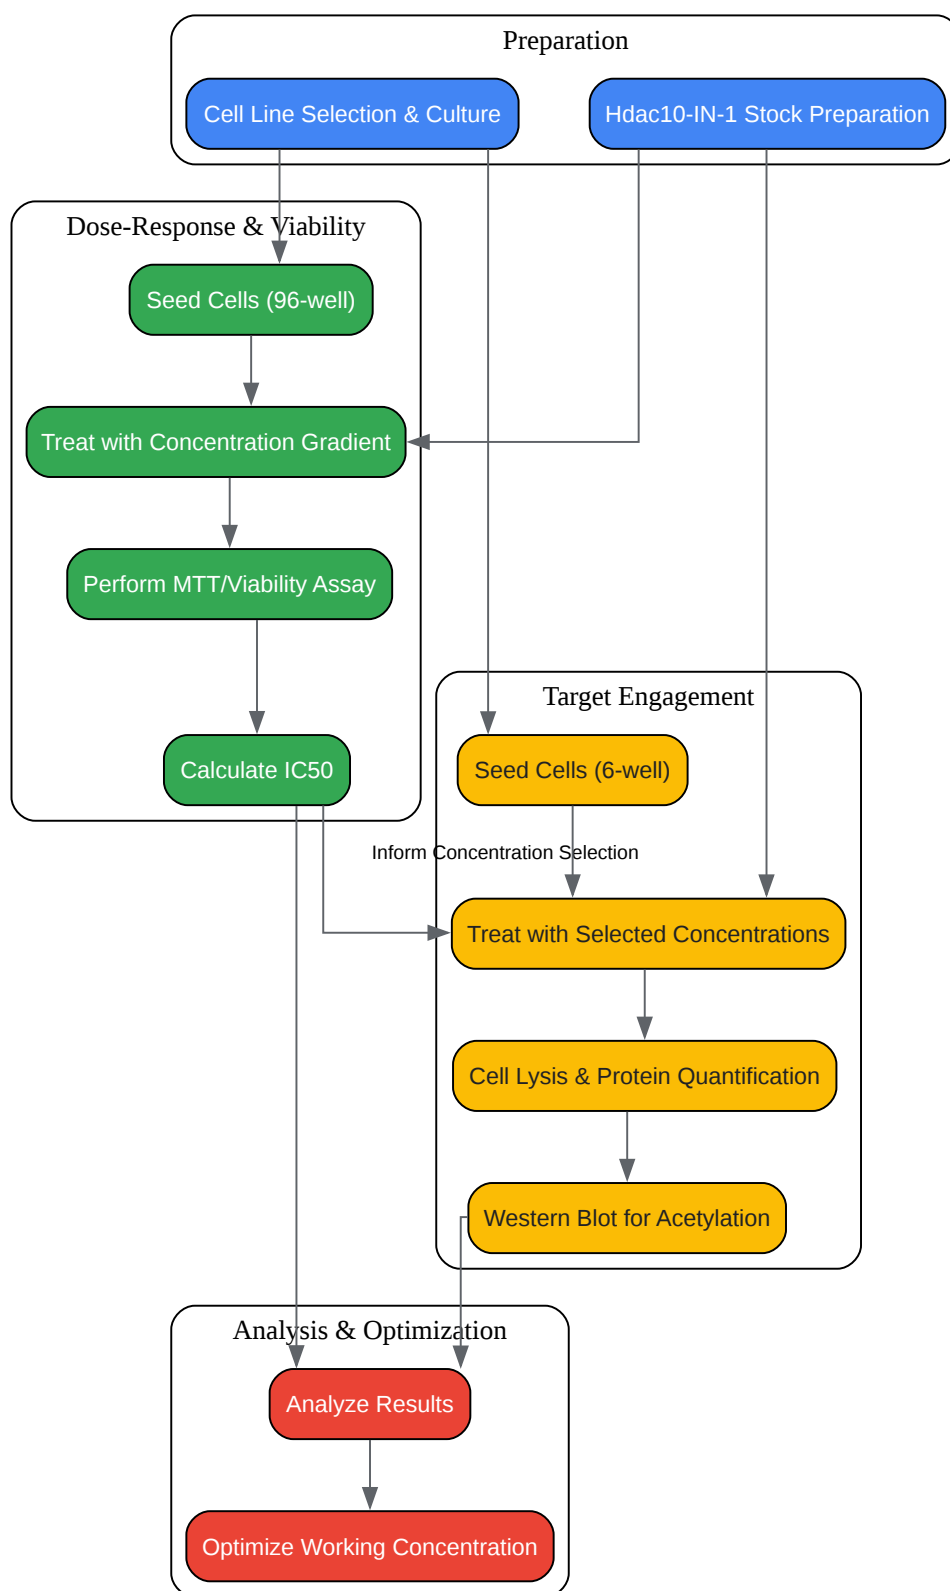 Preparation
Cell Line Selection & Culture
Hdac10-IN-1 Stock Preparation
Dose-Response & Viability
Seed Cells (96-well)
Treat with Concentration Gradient
Perform MTT/Viability Assay
Calculate IC50
Target Engagement
Seed Cells (6-well)
Inform Concentration Selection
Treat with Selected Concentrations
Cell Lysis & Protein Quantification
Western Blot for Acetylation
Analysis & Optimization
Analyze Results
Optimize Working Concentration